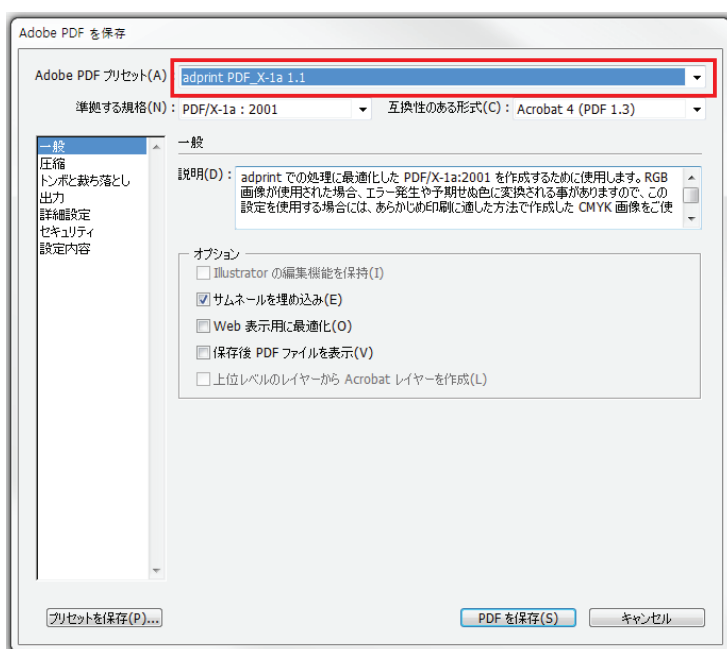 Adobe PDF を保存
Adobe PDF プリセット(A) : adprint PDF_X-1a 1.1
準拠する規格(N) : PDF/X-1a : 2001 互換性のある形式(C) : Acrobat 4 (PDF 1.3)
一般
圧縮
トンボと裁ち落とし
出力
詳細設定
セキュリティ
設定内容
一般
説明(D) : adprint での処理に最適化した PDF/X-1a:2001 を作成するために使用します。RGB
画像が使用された場合、エラー発生や予期せぬ色に変換される事がありますので、この
設定を使用する場合には、あらかじめ印刷に適した方法で作成した CMYK 画像をご使
オプション
Illustrator の編集機能を保持(I)
サムネールを埋め込み(E)
Web 表示用に最適化(O)
保存後 PDF ファイルを表示(V)
上位レベルのレイヤーから Acrobat レイヤーを作成(L)
プリセットを保存(P)... PDF を保存(S) キャンセル